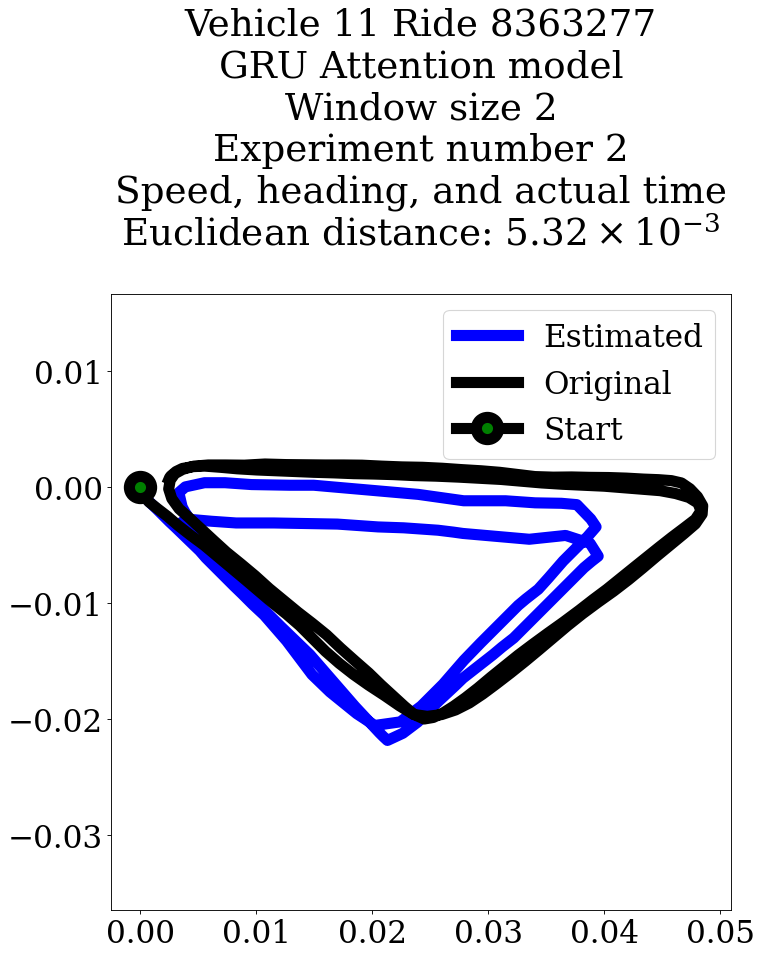 Vehicle 11 Ride 8363277
GRU Attention model
Window size 2
Experiment number 2
Speed, heading, and actual time
Euclidean distance: 5.32 × 10⁻³
Estimated
Original
Start
0.01
0.00
−0.01
−0.02
−0.03
0.00 0.01 0.02 0.03 0.04 0.05